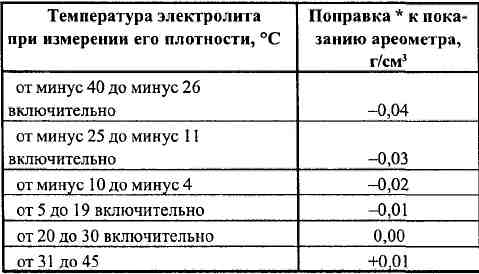 Температура электролита
при измерении его плотности, °С
Поправка * к пока-
занию ареометра,
г/см³
от минус 40 до минус 26
включительно
–0,04
от минус 25 до минус 11
включительно
–0,03
от минус 10 до минус 4
–0,02
от 5 до 19 включительно
–0,01
от 20 до 30 включительно
0,00
от 31 до 45
+0,01